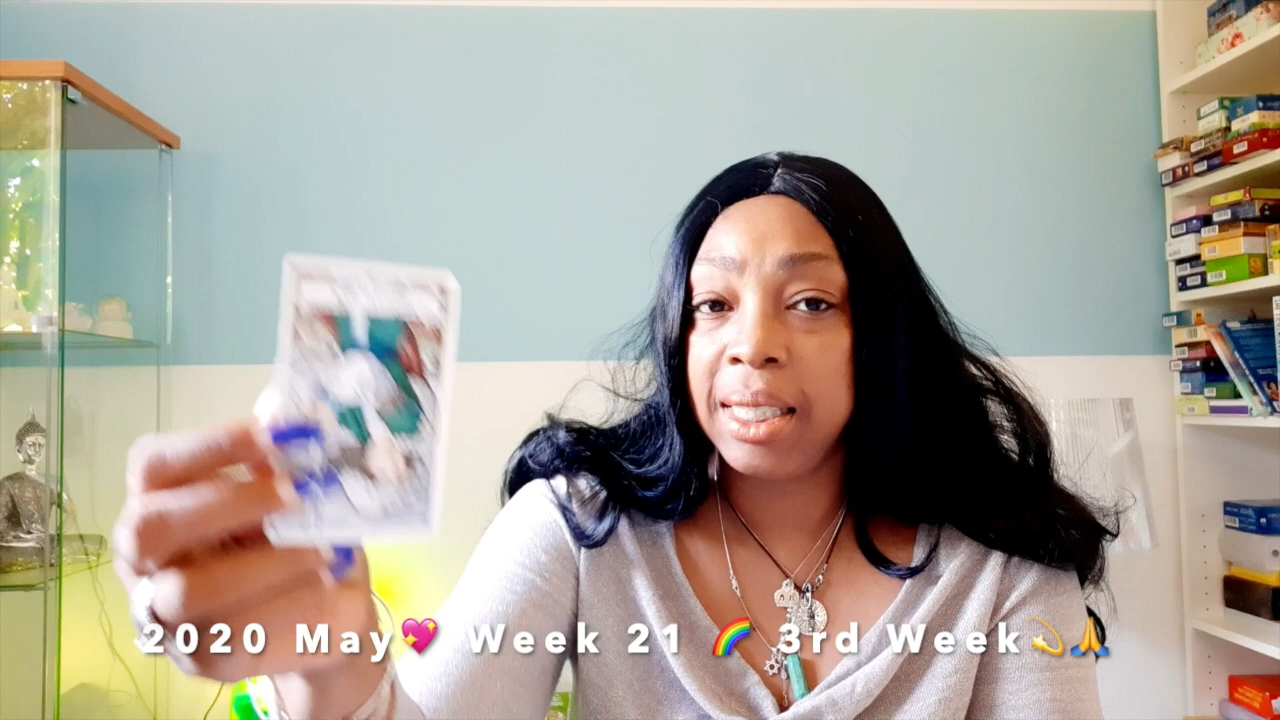 2020 May💖 Week 21 🌈 3rd Week💫🙏